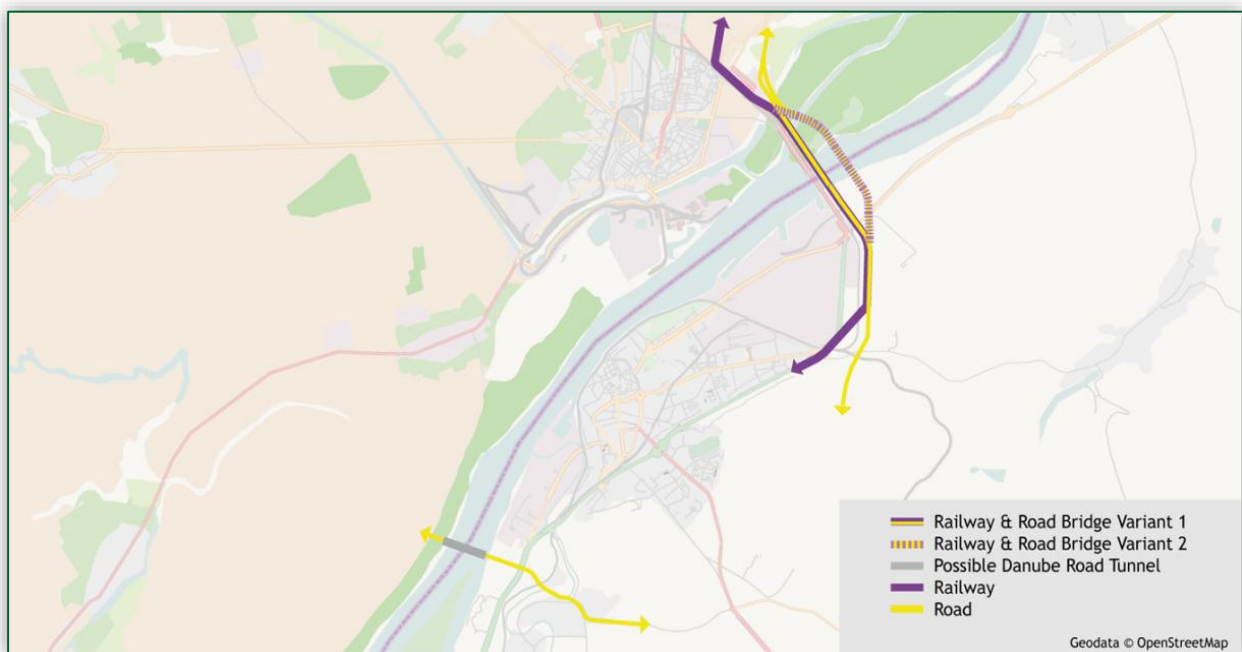 Railway & Road Bridge Variant 1
Railway & Road Bridge Variant 2
Possible Danube Road Tunnel
Railway
Road
Geodata © OpenStreetMap